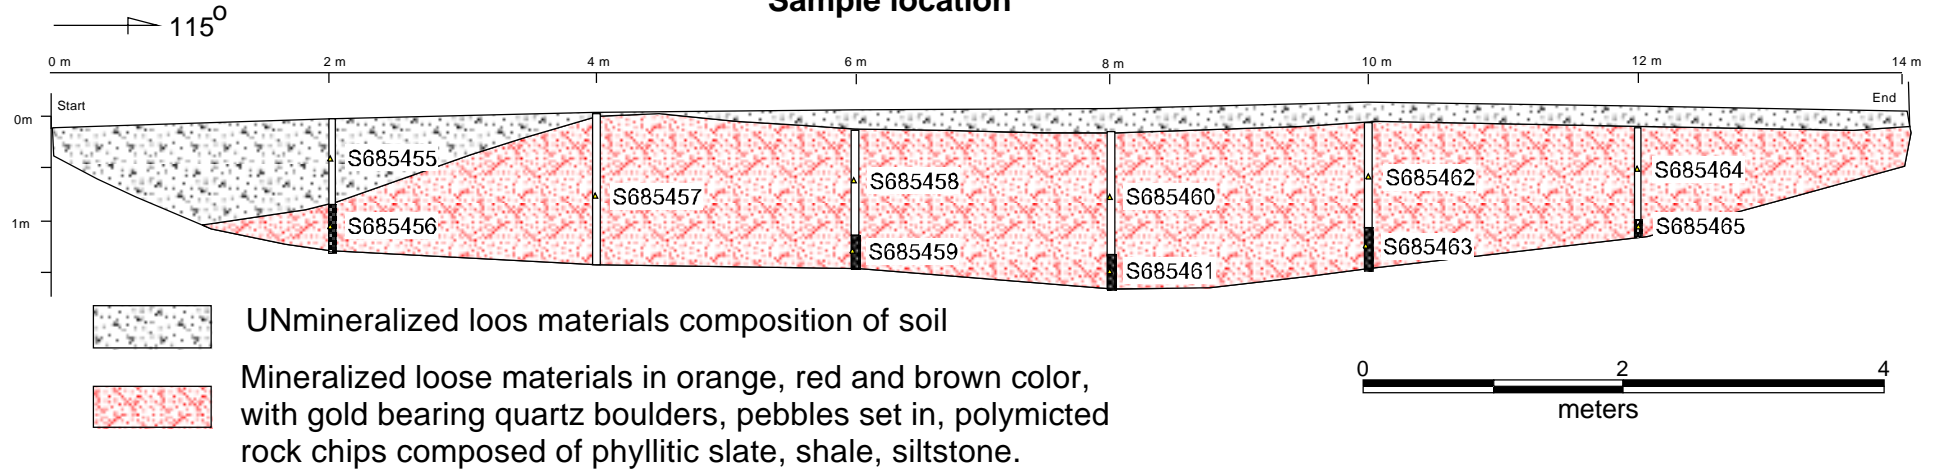 Sample location
115°
0 m 2 m 4 m 6 m 8 m 10 m 12 m 14 m
Start
End
0m
1m
S685455
S685456
S685457
S685458
S685459
S685460
S685461
S685462
S685463
S685464
S685465
UNmineralized loos materials composition of soil
Mineralized loose materials in orange, red and brown color,
with gold bearing quartz boulders, pebbles set in, polymicted
rock chips composed of phyllitic slate, shale, siltstone.
0 2 4
meters